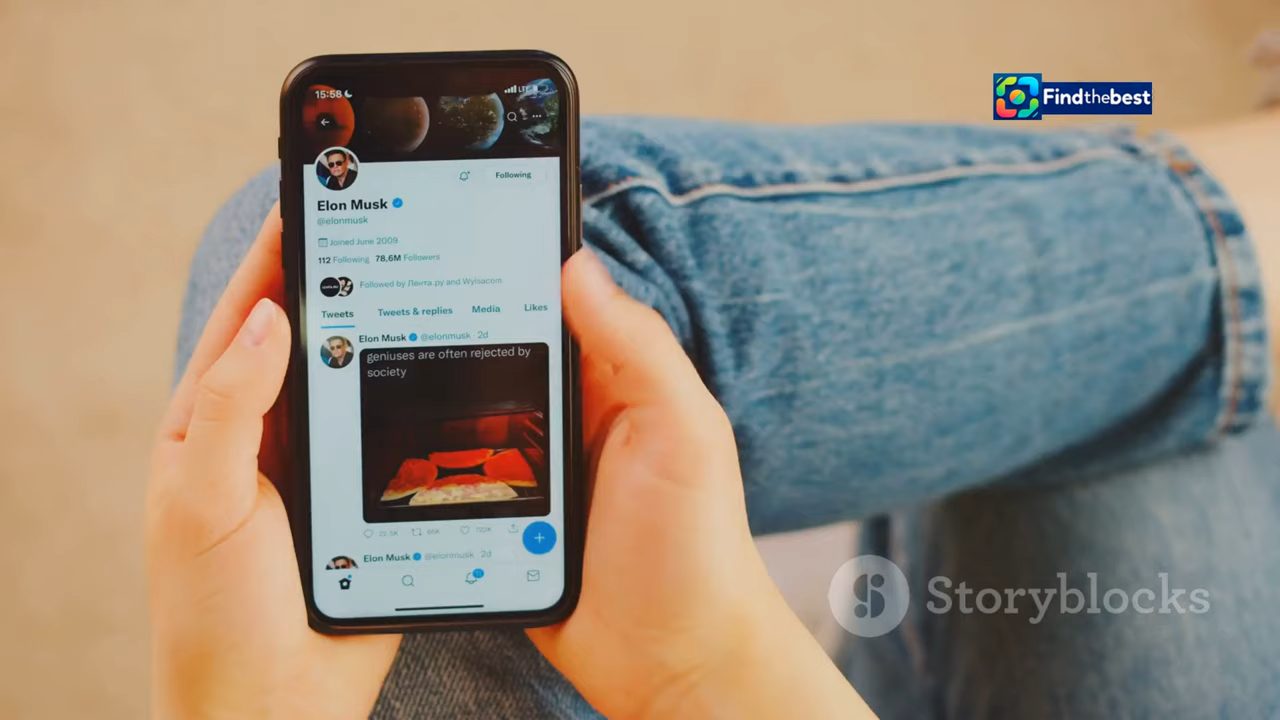 Findthebest
15:58
LTE
Following
Elon Musk
@elonmusk
Joined June 2009
112 Following 78,6M Followers
Followed by Лента.ру and Wylsacom
Tweets Tweets & replies Media Likes
Elon Musk @elonmusk · 2d
geniuses are often rejected by
society
Elon Musk @elonmusk · 2d
Storyblocks